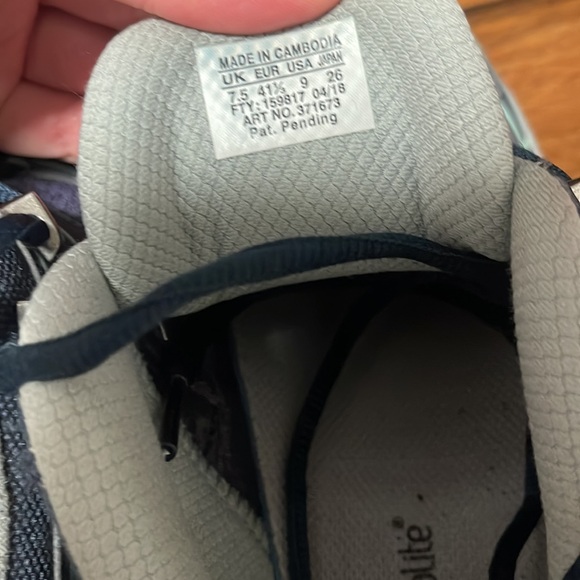 MADE IN CAMBODIA
UK EUR USA JAPAN
7.5 41⅓ 9 26
FTY:159817 04/18
ART NO.371673
Pat. Pending